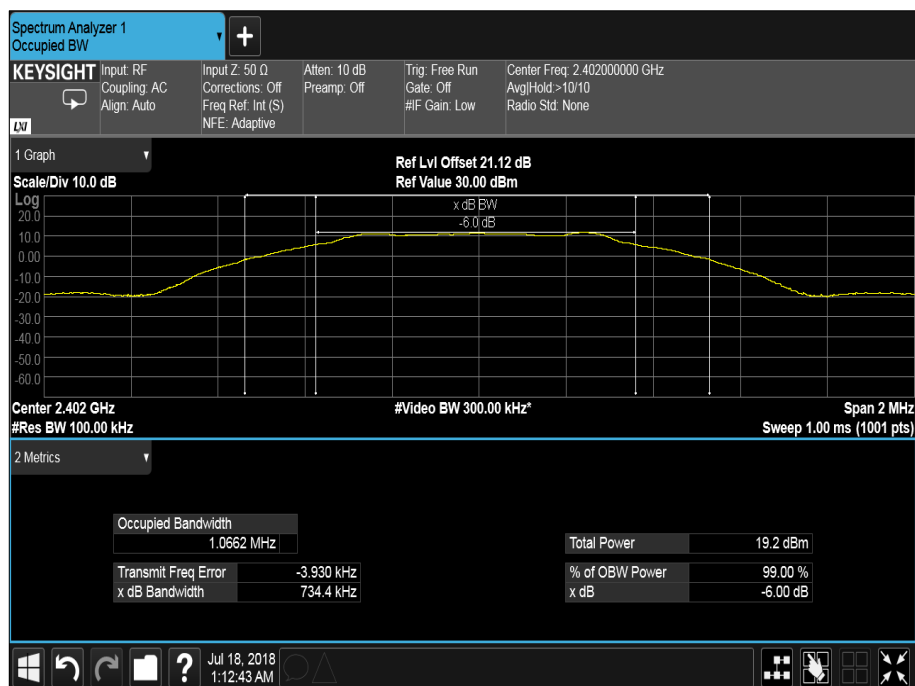 Spectrum Analyzer 1
Occupied BW
+
KEYSIGHT
LXI
Input: RF
Coupling: AC
Align: Auto
Input Z: 50 Ω
Corrections: Off
Freq Ref: Int (S)
NFE: Adaptive
Atten: 10 dB
Preamp: Off
Trig: Free Run
Gate: Off
#IF Gain: Low
Center Freq: 2.402000000 GHz
Avg|Hold:>10/10
Radio Std: None
1 Graph
Scale/Div 10.0 dB
Ref Lvl Offset 21.12 dB
Ref Value 30.00 dBm
Log
20.0
10.0
0.00
-10.0
-20.0
-30.0
-40.0
-50.0
-60.0
x dB BW
-6.0 dB
Center 2.402 GHz
#Video BW 300.00 kHz*
Span 2 MHz
#Res BW 100.00 kHz
Sweep 1.00 ms (1001 pts)
2 Metrics
Occupied Bandwidth
1.0662 MHz
Total Power 19.2 dBm
Transmit Freq Error -3.930 kHz
% of OBW Power 99.00 %
x dB Bandwidth 734.4 kHz
x dB -6.00 dB
?
Jul 18, 2018
1:12:43 AM